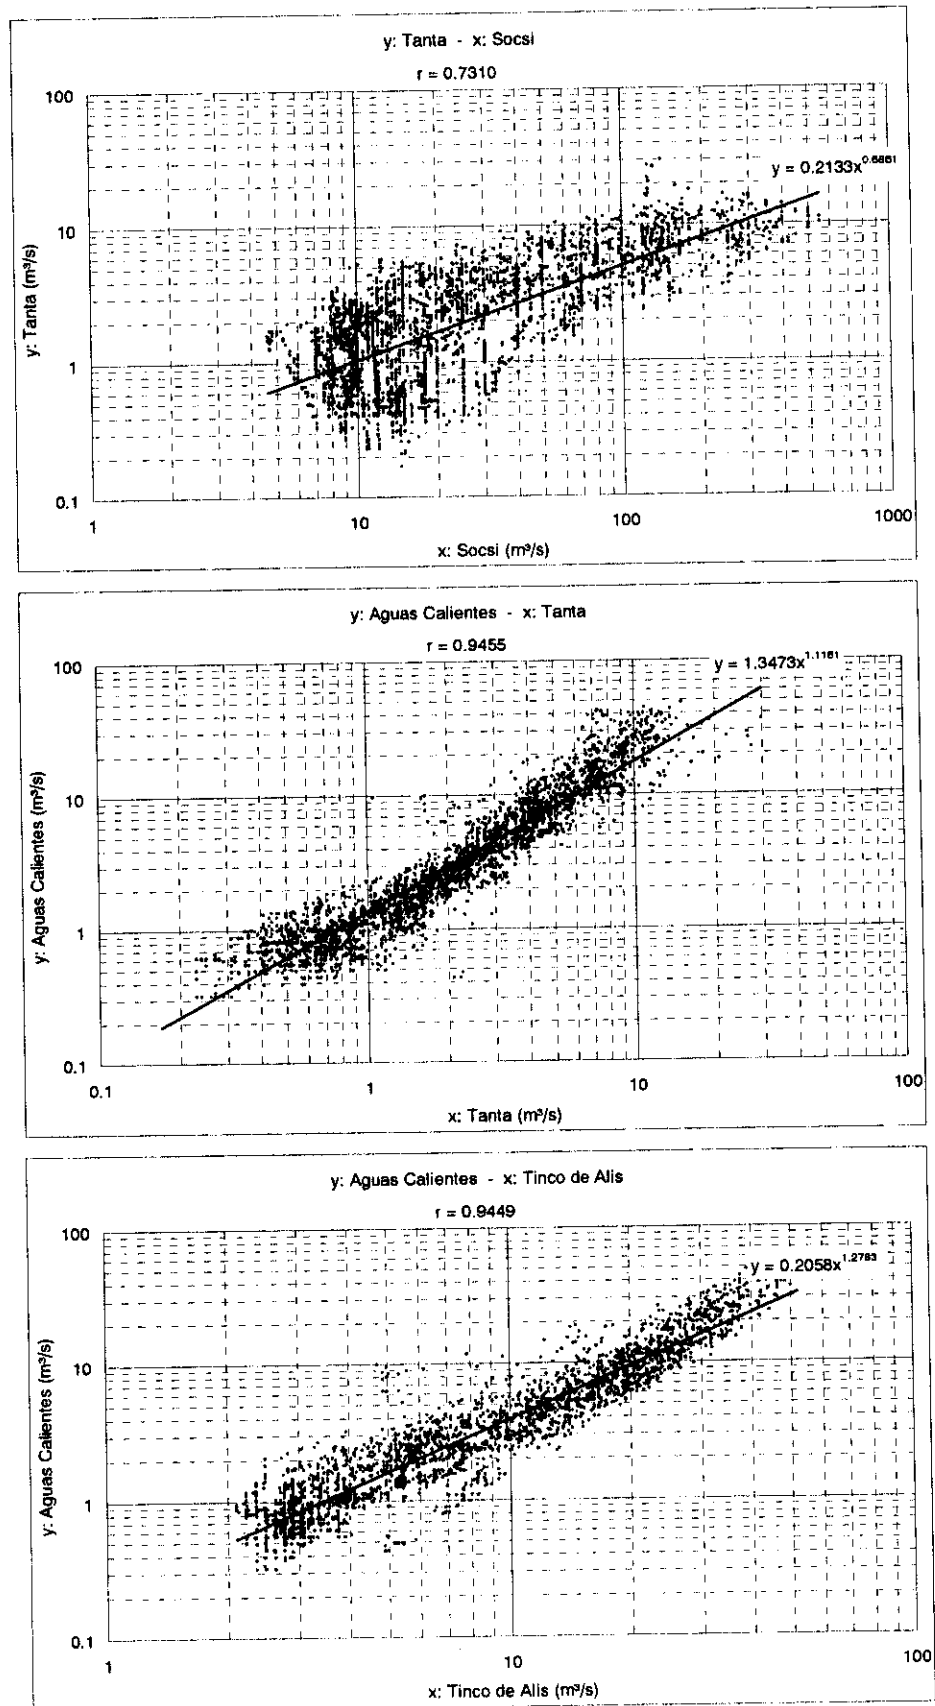 y: Tanta - x: Socsi
r = 0.7310
y = 0.2133x^0.6861
100
10
1
0.1
y: Tanta (m³/s)
1 10 100 1000
x: Socsi (m³/s)
y: Aguas Calientes - x: Tanta
r = 0.9455
y = 1.3473x^1.1161
100
10
1
0.1
y: Aguas Calientes (m³/s)
0.1 1 10 100
x: Tanta (m³/s)
y: Aguas Calientes - x: Tinco de Alis
r = 0.9449
y = 0.2058x^1.2783
100
10
1
0.1
y: Aguas Calientes (m³/s)
1 10 100
x: Tinco de Alis (m³/s)